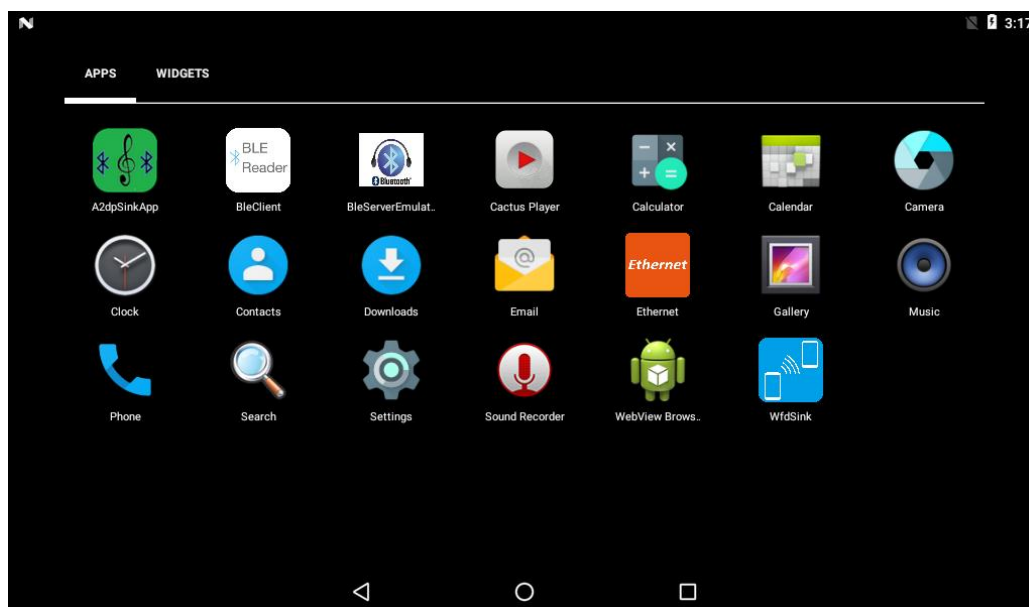 3:17
APPS WIDGETS
BLE
Reader
Bluetooth
A2dpSinkApp BleClient BleServerEmulat.. Cactus Player Calculator Calendar Camera
@
Ethernet
Clock Contacts Downloads Email Ethernet Gallery Music
Phone Search Settings Sound Recorder WebView Brows.. WfdSink